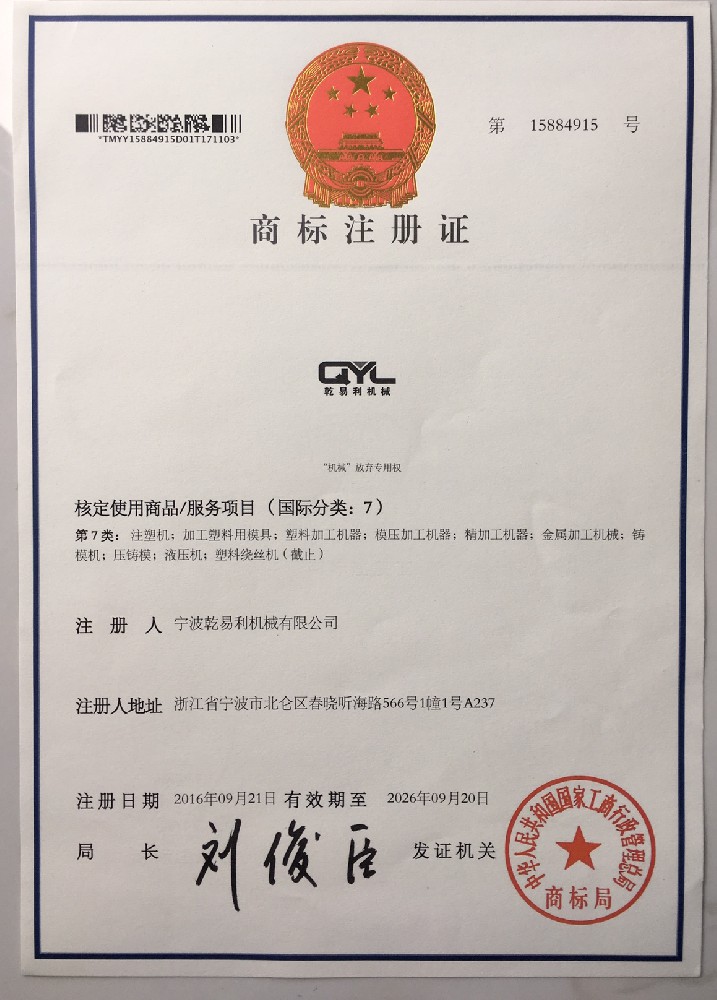 *TMYY15884915D01T171103*
第 15884915 号
商标注册证
QYL
乾易利机械
“机械”放弃专用权
核定使用商品/服务项目（国际分类：7）
第7类：注塑机；加工塑料用模具；塑料加工机器；模压加工机器；精加工机器；金属加工机械；铸
模机；压铸模；液压机；塑料绕丝机（截止）
注册人 宁波乾易利机械有限公司
注册人地址 浙江省宁波市北仑区春晓听海路566号1幢1号A237
注册日期 2016年09月21日 有效期至 2026年09月20日
局长 刘俊臣 发证机关
中华人民共和国国家工商行政管理总局
商标局